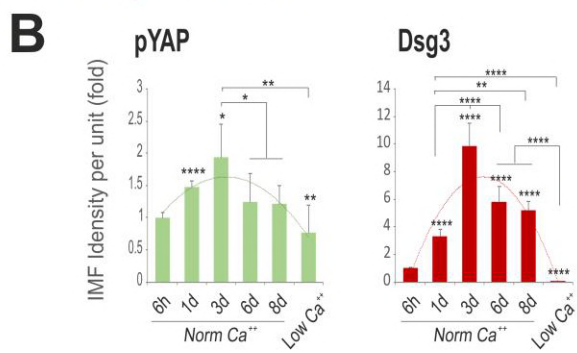 B
pYAP
Dsg3
IMF Identity per unit (fold)
3
2.5
2
1.5
1
0.5
0
**
*
*
****
**
6h
1d
3d
6d
8d
Low Ca⁺⁺
Norm Ca⁺⁺
14
12
10
8
6
4
2
0
****
**
****
****
****
****
****
****
****
6h
1d
3d
6d
8d
Low Ca⁺⁺
Norm Ca⁺⁺